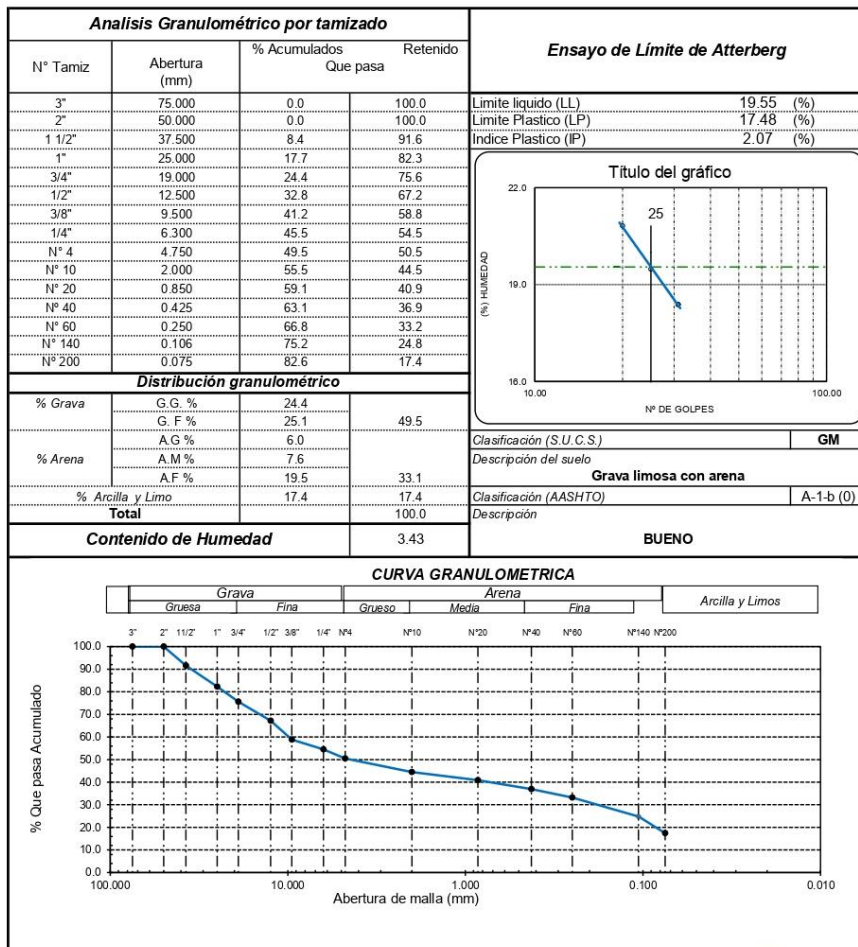 Analisis Granulométrico por tamizado
N° Tamiz Abertura (mm) % Acumulados Retenido Que pasa
3" 75.000 0.0 100.0
2" 50.000 0.0 100.0
1 1/2" 37.500 8.4 91.6
1" 25.000 17.7 82.3
3/4" 19.000 24.4 75.6
1/2" 12.500 32.8 67.2
3/8" 9.500 41.2 58.8
1/4" 6.300 45.5 54.5
N° 4 4.750 49.5 50.5
N° 10 2.000 55.5 44.5
N° 20 0.850 59.1 40.9
Nº 40 0.425 63.1 36.9
N° 60 0.250 66.8 33.2
N° 140 0.106 75.2 24.8
Nº 200 0.075 82.6 17.4
Distribución granulométrico
% Grava G.G. % 24.4
G. F % 25.1 49.5
A.G % 6.0
% Arena A.M % 7.6
A.F % 19.5 33.1
% Arcilla y Limo 17.4 17.4
Total 100.0
Contenido de Humedad 3.43
Ensayo de Límite de Atterberg
Limite liquido (LL) 19.55 (%)
Limite Plastico (LP) 17.48 (%)
Indice Plastico (IP) 2.07 (%)
Título del gráfico
22.0
25
19.0
16.0
(%) HUMEDAD
10.00 100.00
Nº DE GOLPES
Clasificación (S.U.C.S.) GM
Descripción del suelo
Grava limosa con arena
Clasificación (AASHTO) A-1-b (0)
Descripción
BUENO
CURVA GRANULOMETRICA
Grava Arena Arcilla y Limos
Gruesa Fina Grueso Media Fina
3" 2" 11/2' 1" 3/4" 1/2" 3/8" 1/4" Nº4 Nº10 Nº20 Nº40 Nº60 Nº140 Nº200
100.0
90.0
80.0
70.0
60.0
50.0
40.0
30.0
20.0
10.0
0.0
% Que pasa Acumulado
100.000 10.000 1.000 0.100 0.010
Abertura de malla (mm)